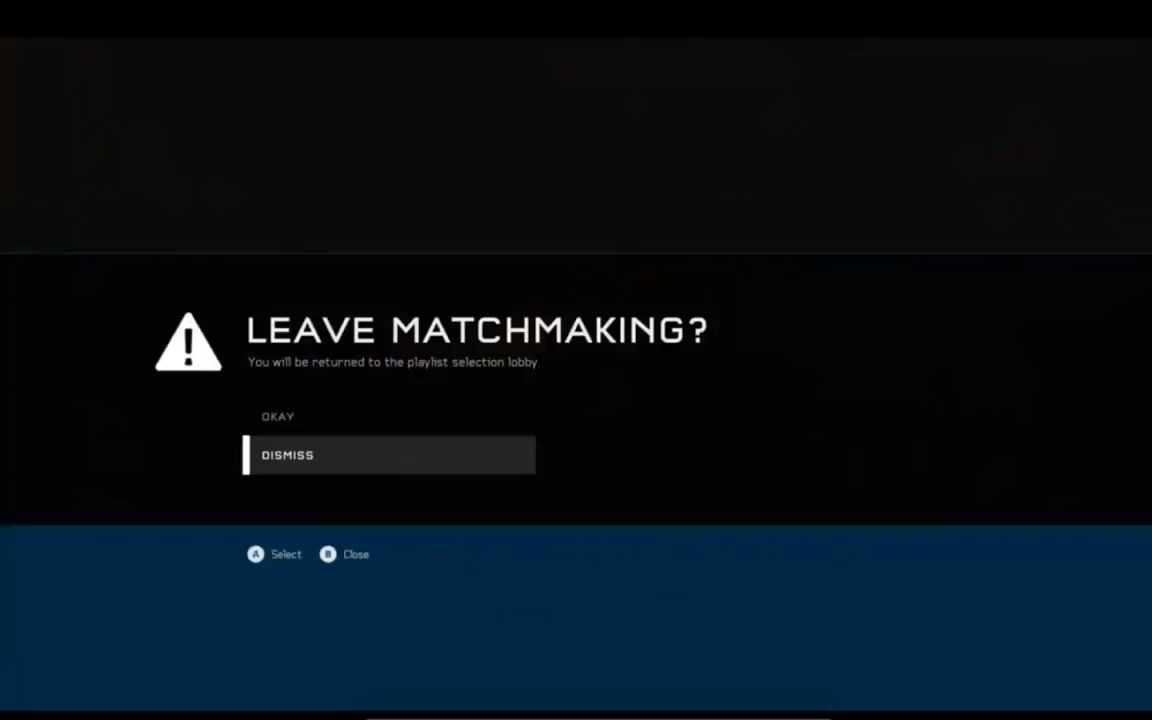 LEAVE MATCHMAKING?
You will be returned to the playlist selection lobby
OKAY
DISMISS
A Select B Close